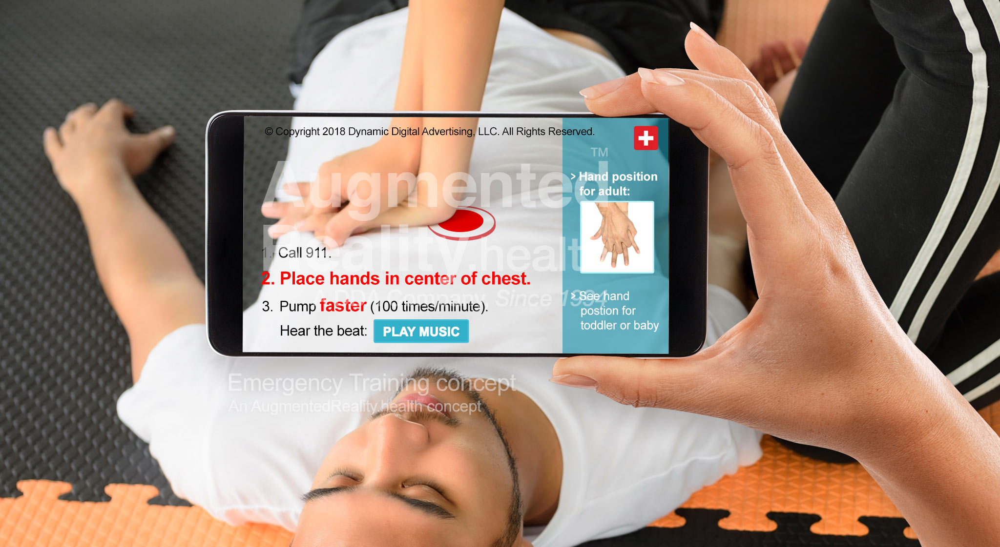 © Copyright 2018 Dynamic Digital Advertising, LLC. All Rights Reserved.
TM
Augmented
Reality.healt
> Hand position
for adult:
1. Call 911.
2. Place hands in center of chest.
A DDA Company, Since 1994
3. Pump faster (100 times/minute).
Hear the beat: PLAY MUSIC
> See hand
postion for
toddler or baby
Emergency Training concept
An AugmentedReality.health concept